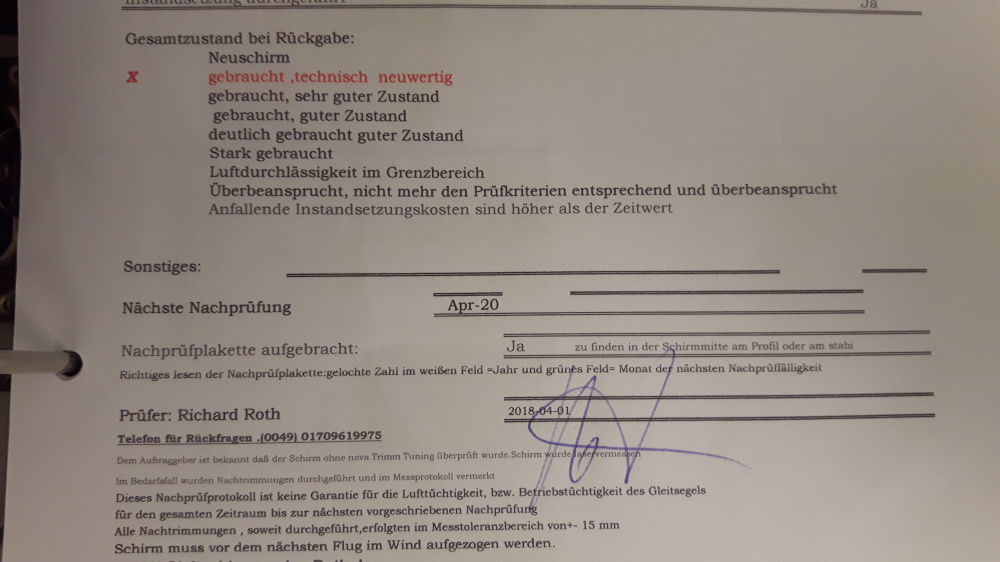 Instandsetzung durchgeführt Ja
Gesamtzustand bei Rückgabe:
Neuschirm
X gebraucht ,technisch neuwertig
gebraucht, sehr guter Zustand
gebraucht, guter Zustand
deutlich gebraucht guter Zustand
Stark gebraucht
Luftdurchlässigkeit im Grenzbereich
Überbeansprucht, nicht mehr den Prüfkriterien entsprechend und überbeansprucht
Anfallende Instandsetzungskosten sind höher als der Zeitwert
Sonstiges:
Nächste Nachprüfung Apr-20
Nachprüfplakette aufgebracht: Ja zu finden in der Schirmmitte am Profil oder am stabi
Richtiges lesen der Nachprüfplakette:gelochte Zahl im weißen Feld =Jahr und grünes Feld= Monat der nächsten Nachprüffälligkeit
Prüfer: Richard Roth 2018-04-01
Telefon für Rückfragen .(0049) 01709619975
Dem Auftraggeber ist bekannt daß der Schirm ohne nova Trimm Tuning überprüft wurde.Schirm wurde laservermessen
Im Bedarfsfall wurden Nachtrimmungen durchgeführt und im Messprotokoll vermerkt
Dieses Nachprüfprotokoll ist keine Garantie für die Lufttüchtigkeit, bzw. Betriebstüchtigkeit des Gleitsegels
für den gesamten Zeitraum bis zur nächsten vorgeschriebenen Nachprüfung
Alle Nachtrimmungen , soweit durchgeführt,erfolgten im Messtoleranzbereich von+- 15 mm
Schirm muss vor dem nächsten Flug im Wind aufgezogen werden.